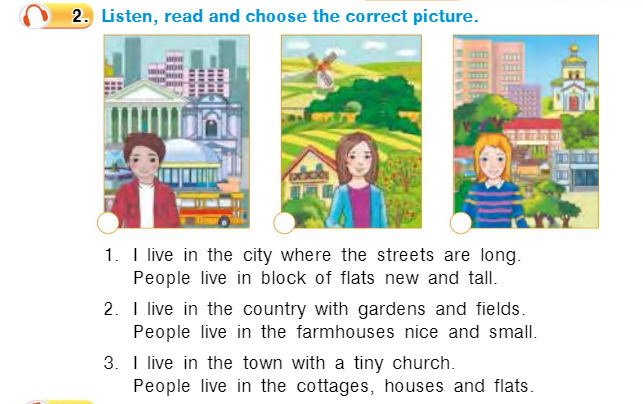 2. Listen, read and choose the correct picture.
1. I live in the city where the streets are long.
People live in block of flats new and tall.
2. I live in the country with gardens and fields.
People live in the farmhouses nice and small.
3. I live in the town with a tiny church.
People live in the cottages, houses and flats.